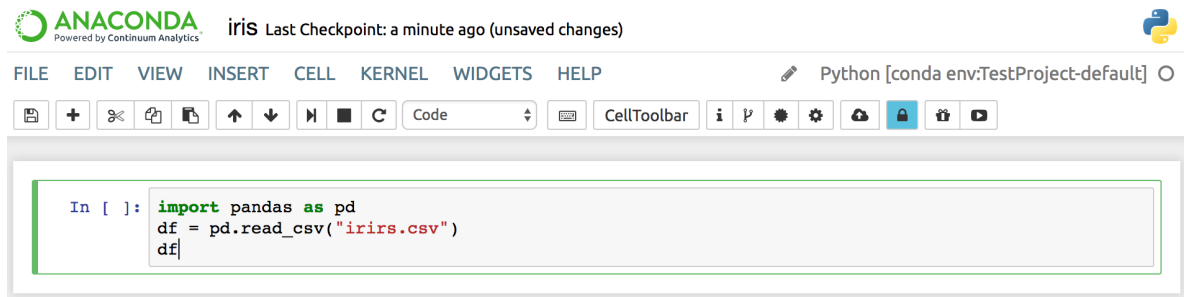 ANACONDA
Powered by Continuum Analytics
iris Last Checkpoint: a minute ago (unsaved changes)
FILE EDIT VIEW INSERT CELL KERNEL WIDGETS HELP Python [conda env:TestProject-default]
Code CellToolbar
In [ ]: import pandas as pd
df = pd.read_csv("irirs.csv")
df